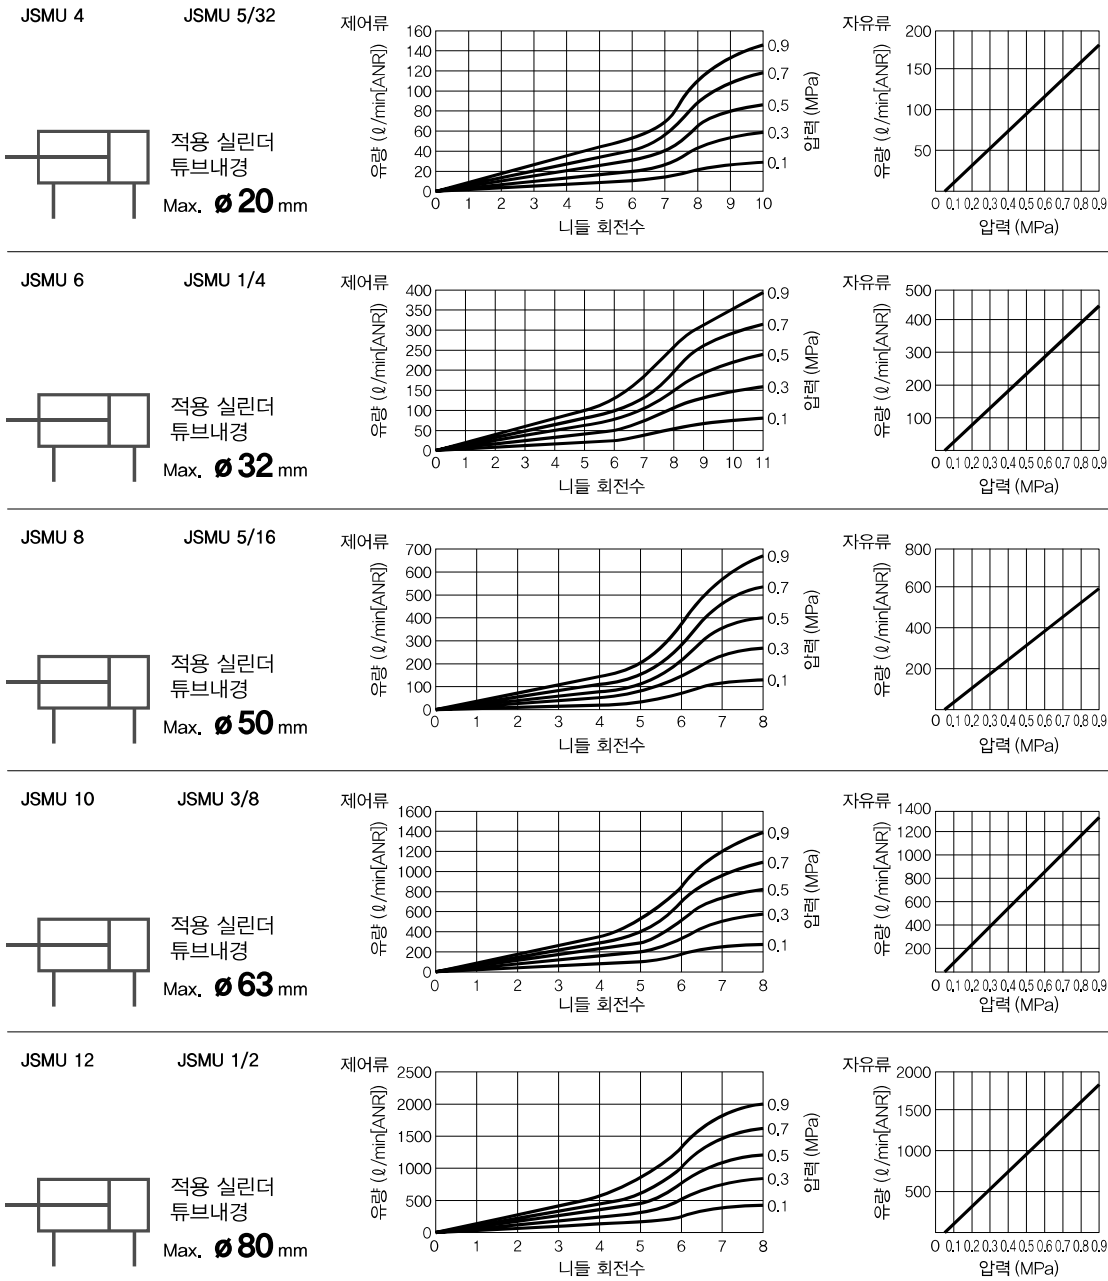 JSMU 4 JSMU 5/32
적용 실린더
튜브내경
Max. ø 20 mm
제어류
유량 (ℓ/min[ANR])
160
140
120
100
80
60
40
20
0
0 1 2 3 4 5 6 7 8 9 10
니들 회전수
0.9
0.7
0.5
0.3
0.1
압력 (MPa)
자유류
유량 (ℓ/min[ANR])
200
150
100
50
0 0.1 0.2 0.3 0.4 0.5 0.6 0.7 0.8 0.9
압력 (MPa)
JSMU 6 JSMU 1/4
적용 실린더
튜브내경
Max. ø 32 mm
제어류
유량 (ℓ/min[ANR])
400
350
300
250
200
150
100
50
0
0 1 2 3 4 5 6 7 8 9 10 11
니들 회전수
0.9
0.7
0.5
0.3
0.1
압력 (MPa)
자유류
유량 (ℓ/min[ANR])
500
400
300
200
100
0 0.1 0.2 0.3 0.4 0.5 0.6 0.7 0.8 0.9
압력 (MPa)
JSMU 8 JSMU 5/16
적용 실린더
튜브내경
Max. ø 50 mm
제어류
유량 (ℓ/min[ANR])
700
600
500
400
300
200
100
0
0 1 2 3 4 5 6 7 8
니들 회전수
0.9
0.7
0.5
0.3
0.1
압력 (MPa)
자유류
유량 (ℓ/min[ANR])
800
600
400
200
0 0.1 0.2 0.3 0.4 0.5 0.6 0.7 0.8 0.9
압력 (MPa)
JSMU 10 JSMU 3/8
적용 실린더
튜브내경
Max. ø 63 mm
제어류
유량 (ℓ/min[ANR])
1600
1400
1200
1000
800
600
400
200
0
0 1 2 3 4 5 6 7 8
니들 회전수
0.9
0.7
0.5
0.3
0.1
압력 (MPa)
자유류
유량 (ℓ/min[ANR])
1400
1200
1000
800
600
400
200
0 0.1 0.2 0.3 0.4 0.5 0.6 0.7 0.8 0.9
압력 (MPa)
JSMU 12 JSMU 1/2
적용 실린더
튜브내경
Max. ø 80 mm
제어류
유량 (ℓ/min[ANR])
2500
2000
1500
1000
500
0
0 1 2 3 4 5 6 7 8
니들 회전수
0.9
0.7
0.5
0.3
0.1
압력 (MPa)
자유류
유량 (ℓ/min[ANR])
2000
1500
1000
500
0 0.1 0.2 0.3 0.4 0.5 0.6 0.7 0.8 0.9
압력 (MPa)